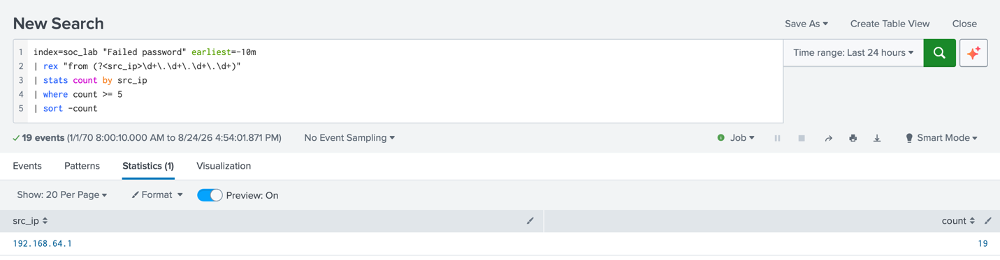 New Search
Save As
Create Table View
Close
1 index=soc_lab "Failed password" earliest=-10m
2 | rex "from (?<src_ip>\d+\.\d+\.\d+\.\d+)"
3 | stats count by src_ip
4 | where count >= 5
5 | sort -count
Time range: Last 24 hours
19 events (1/1/70 8:00:10.000 AM to 8/24/26 4:54:01.871 PM)
No Event Sampling
Job
Smart Mode
Events
Patterns
Statistics (1)
Visualization
Show: 20 Per Page
Format
Preview: On
src_ip
count
192.168.64.1
19